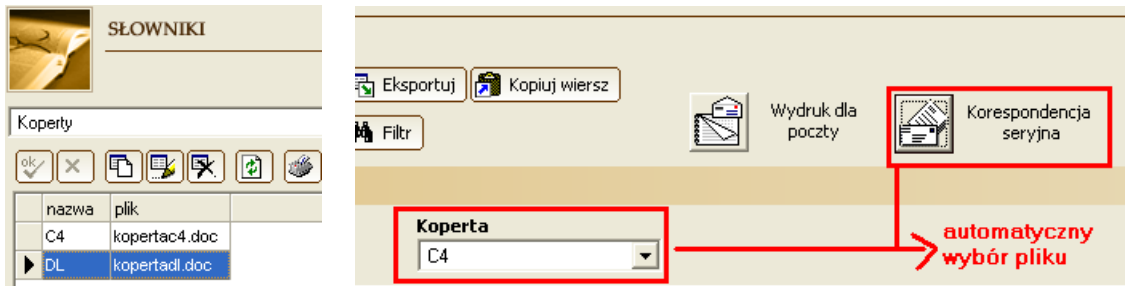 SŁOWNIKI
Koperty
ok
nazwa plik
C4 kopertac4.doc
DL kopertadl.doc
Eksportuj Kopiuj wiersz
Filtr
Wydruk dla
poczty
Korespondencja
seryjna
Koperta
C4
automatyczny
wybór pliku